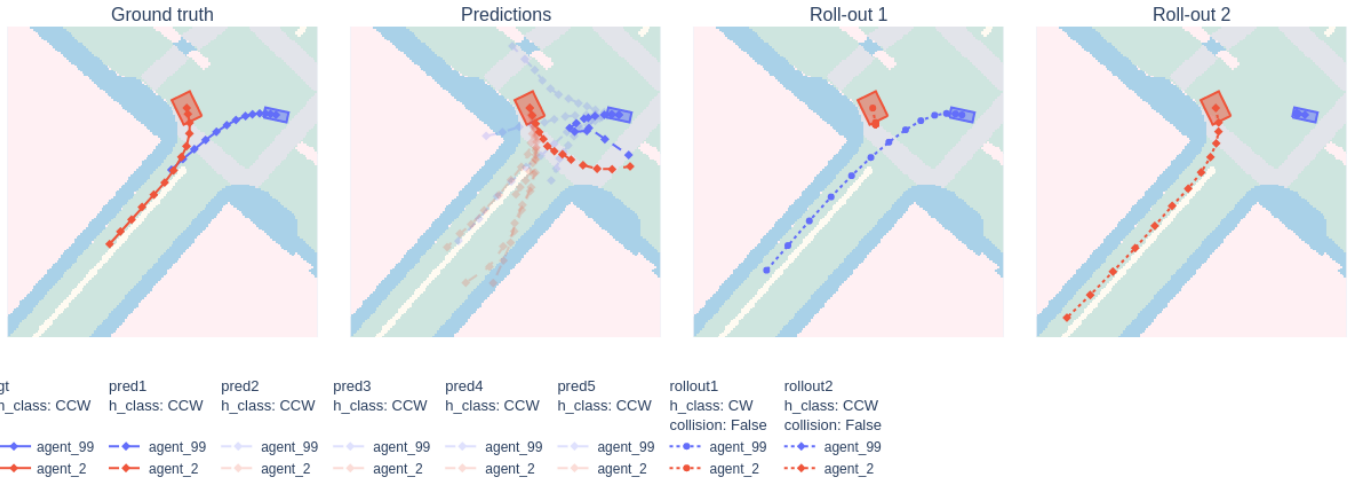 Ground truth
Predictions
Roll-out 1
Roll-out 2
gt
h_class: CCW
agent_99
agent_2
pred1
h_class: CCW
agent_99
agent_2
pred2
h_class: CCW
agent_99
agent_2
pred3
h_class: CCW
agent_99
agent_2
pred4
h_class: CCW
agent_99
agent_2
pred5
h_class: CCW
agent_99
agent_2
rollout1
h_class: CW
collision: False
agent_99
agent_2
rollout2
h_class: CCW
collision: False
agent_99
agent_2